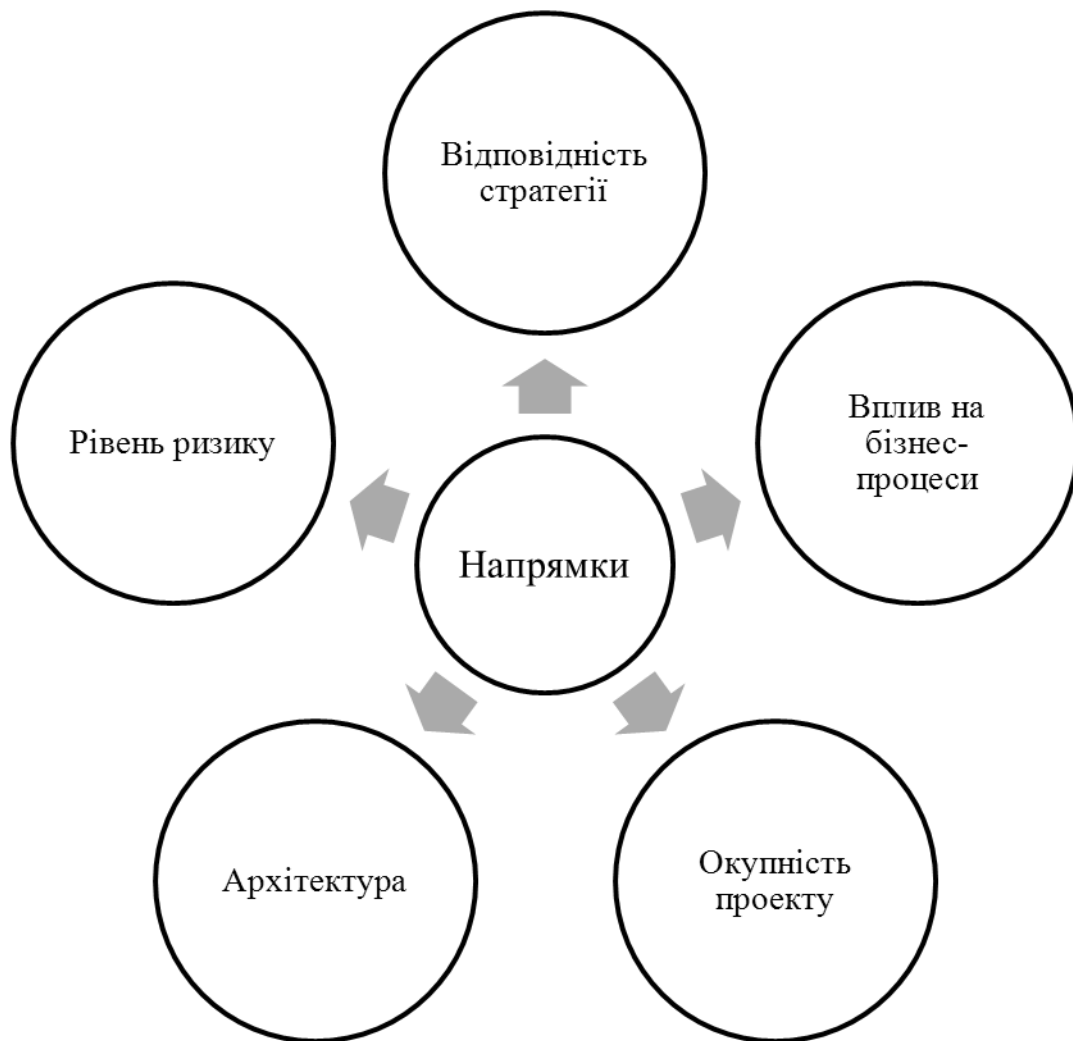 Відповідність
стратегії
Рівень ризику
Вплив на
бізнес-
процеси
Напрямки
Архітектура
Окупність
проекту